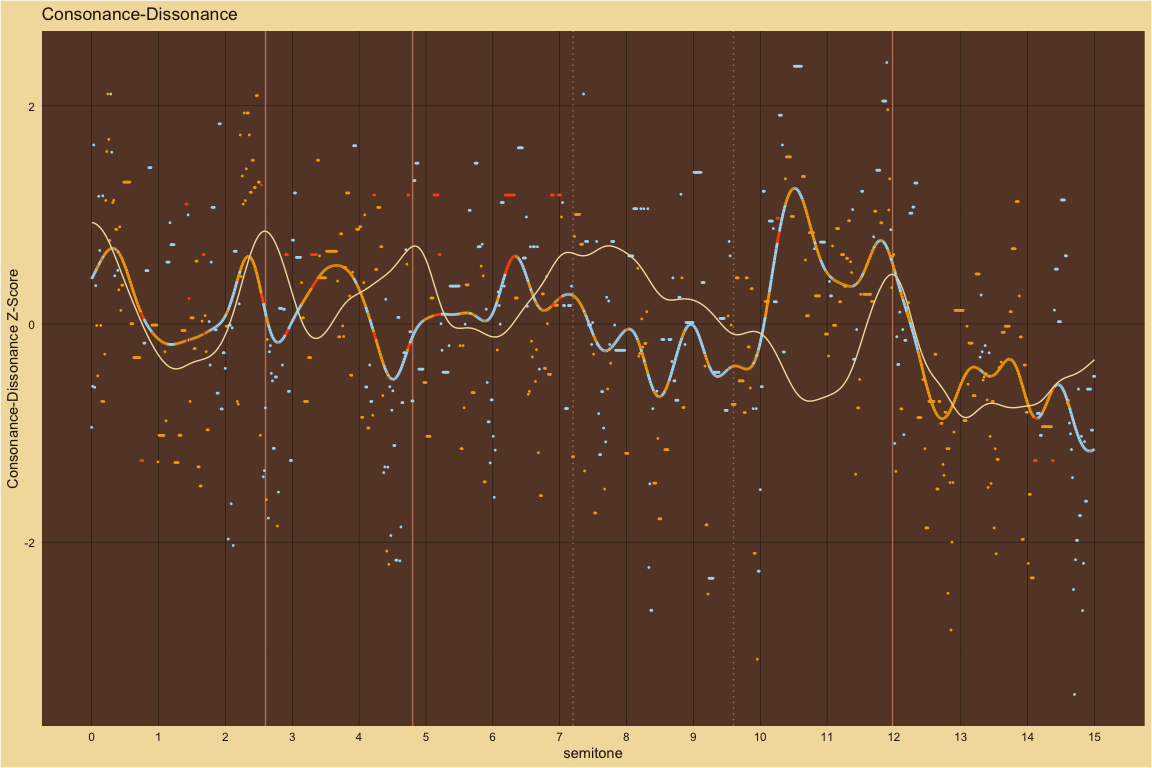 Consonance-Dissonance
Consonance-Dissonance Z-Score
2
0
-2
0 1 2 3 4 5 6 7 8 9 10 11 12 13 14 15
semitone